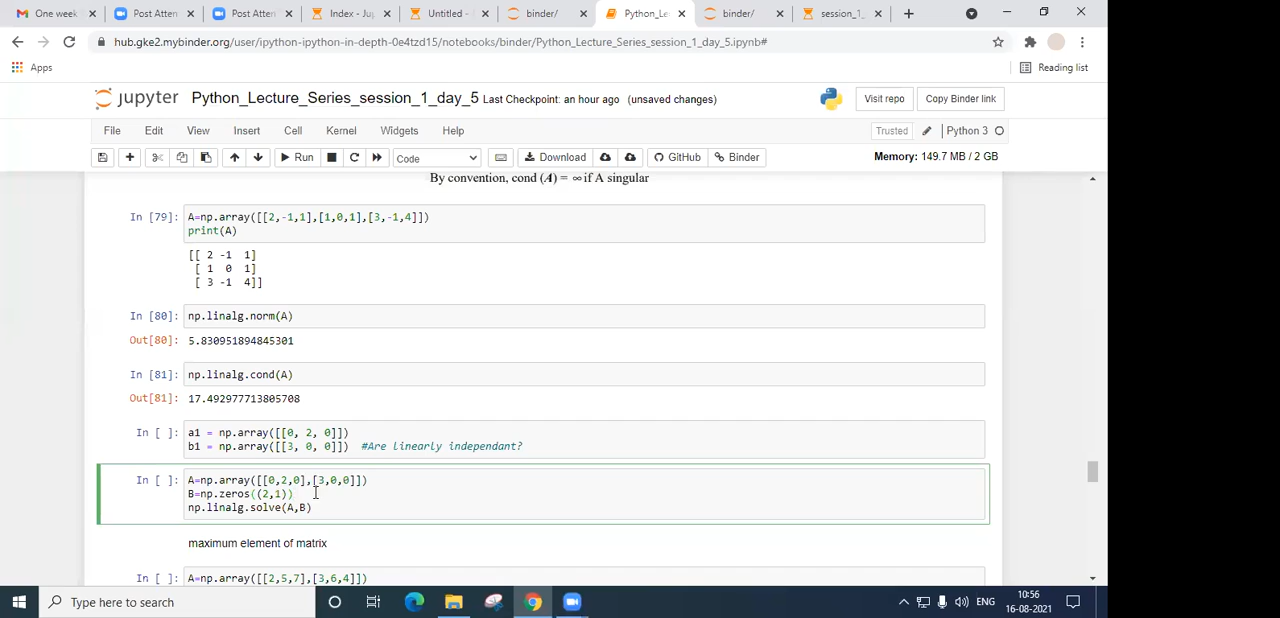 One week
Post Atten
Post Atten
Index - Ju
Untitled -
binder/
Python_Le
binder/
session_1_
hub.gke2.mybinder.org/user/ipython-ipython-in-depth-0e4tzd15/notebooks/binder/Python_Lecture_Series_session_1_day_5.ipynb#
Apps
Reading list
jupyter Python_Lecture_Series_session_1_day_5 Last Checkpoint: an hour ago (unsaved changes)
Visit repo Copy Binder link
File Edit View Insert Cell Kernel Widgets Help
Trusted Python 3
Run Code Download GitHub Binder
Memory: 149.7 MB / 2 GB
By convention, cond (A) = ∞ if A singular
In [79]: A=np.array([[2,-1,1],[1,0,1],[3,-1,4]])
print(A)
[[ 2 -1 1]
[ 1 0 1]
[ 3 -1 4]]
In [80]: np.linalg.norm(A)
Out[80]: 5.830951894845301
In [81]: np.linalg.cond(A)
Out[81]: 17.492977713805708
In [ ]: a1 = np.array([[0, 2, 0]])
b1 = np.array([[3, 0, 0]]) #Are linearly independant?
In [ ]: A=np.array([[0,2,0],[3,0,0]])
B=np.zeros((2,1))
np.linalg.solve(A,B)
maximum element of matrix
In [ ]: A=np.array([[2,5,7],[3,6,4]])
Type here to search
ENG
10:56
16-08-2021